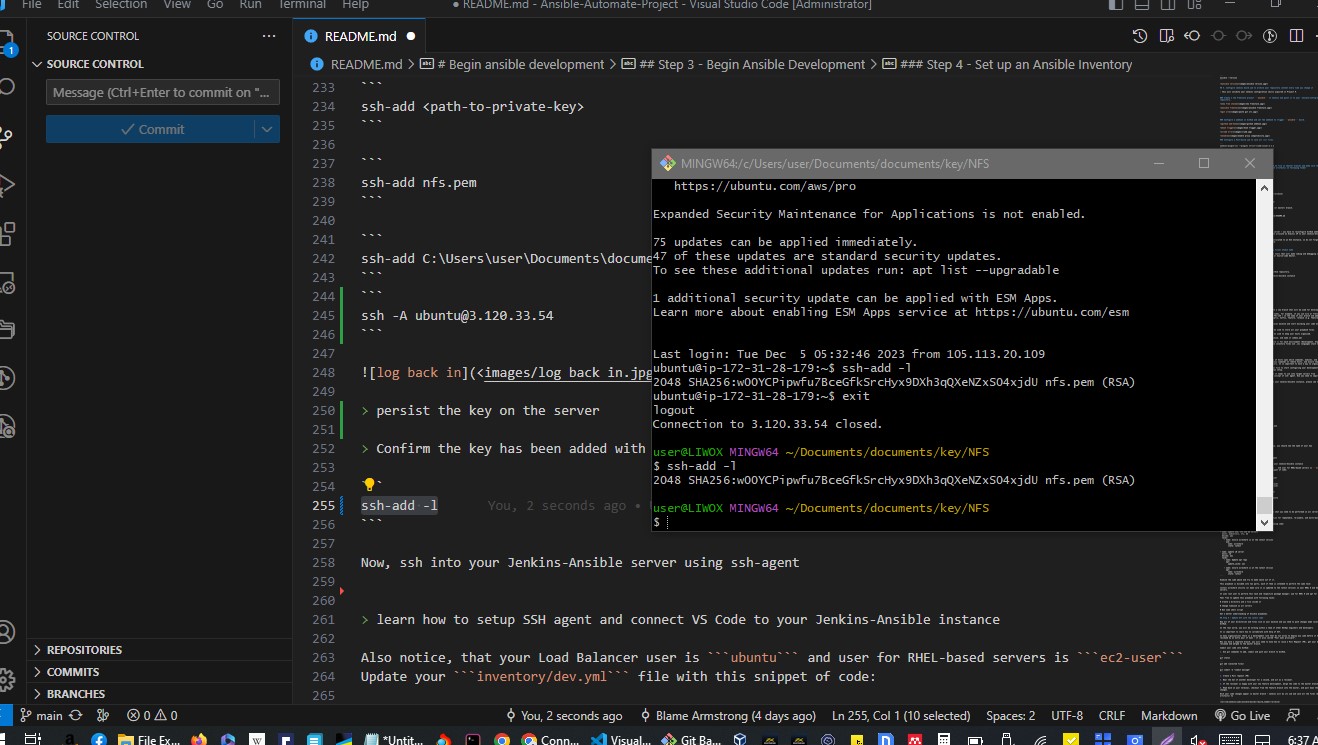 File Edit Selection View Go Run Terminal Help
● README.md - Ansible-Automate-Project - Visual Studio Code [Administrator]
SOURCE CONTROL
README.md
SOURCE CONTROL
README.md > # Begin ansible development > ## Step 3 - Begin Ansible Development > ### Step 4 - Set up an Ansible Inventory
Message (Ctrl+Enter to commit on "...
Commit
1
233 ```
234 ssh-add <path-to-private-key>
235 ```
236
237 ```
238 ssh-add nfs.pem
239 ```
240
241 ```
242 ssh-add C:\Users\user\Documents\docume
243 ```
244 ```
245 ssh -A ubuntu@3.120.33.54
246 ```
247
248 ![log back in](<images/log back in.jpg
249
250 > persist the key on the server
251
252 > Confirm the key has been added with
253
254 ```
255 ssh-add -l You, 2 seconds ago •
256 ```
257
258 Now, ssh into your Jenkins-Ansible server using ssh-agent
259
260
261 > learn how to setup SSH agent and connect VS Code to your Jenkins-Ansible instance
262
263 Also notice, that your Load Balancer user is ```ubuntu``` and user for RHEL-based servers is ```ec2-user```
264 Update your ```inventory/dev.yml``` file with this snippet of code:
265
MINGW64:/c/Users/user/Documents/documents/key/NFS
https://ubuntu.com/aws/pro
Expanded Security Maintenance for Applications is not enabled.
75 updates can be applied immediately.
47 of these updates are standard security updates.
To see these additional updates run: apt list --upgradable
1 additional security update can be applied with ESM Apps.
Learn more about enabling ESM Apps service at https://ubuntu.com/esm
Last login: Tue Dec  5 05:32:46 2023 from 105.113.20.109
ubuntu@ip-172-31-28-179:~$ ssh-add -l
2048 SHA256:wOOYCPipwfu7BceGfkSrcHyx9DXh3qQXeNZxSO4xjdU nfs.pem (RSA)
ubuntu@ip-172-31-28-179:~$ exit
logout
Connection to 3.120.33.54 closed.
user@LIWOX MINGW64 ~/Documents/documents/key/NFS
$ ssh-add -l
2048 SHA256:wOOYCPipwfu7BceGfkSrcHyx9DXh3qQXeNZxSO4xjdU nfs.pem (RSA)
user@LIWOX MINGW64 ~/Documents/documents/key/NFS
$
REPOSITORIES
COMMITS
BRANCHES
main 0 0 You, 2 seconds ago Blame Armstrong (4 days ago) Ln 255, Col 1 (10 selected) Spaces: 2 UTF-8 CRLF Markdown Go Live
File Ex... *Untit... Conn... Visual... Git Ba... 6:37